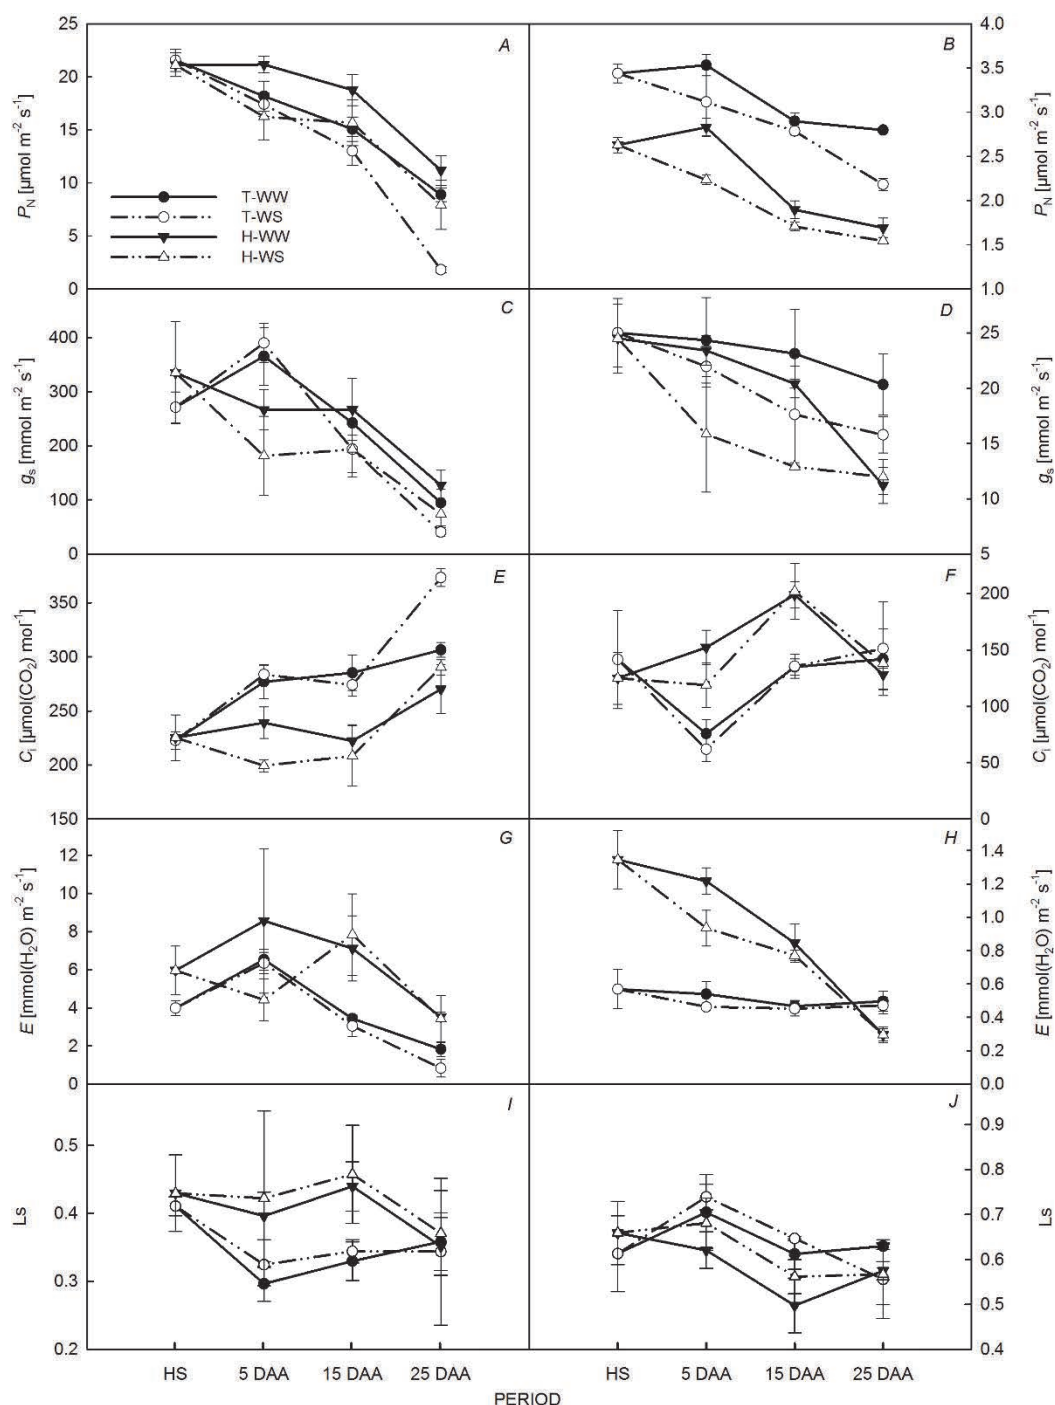 A
B
25
20
15
10
5
0
P_N [µmol m⁻² s⁻¹]
4.0
3.5
3.0
2.5
2.0
1.5
1.0
P_N [µmol m⁻² s⁻¹]
T-WW
T-WS
H-WW
H-WS
C
D
400
300
200
100
0
g_s [mmol m⁻² s⁻¹]
25
20
15
10
5
g_s [mmol m⁻² s⁻¹]
E
F
350
300
250
200
150
C_i [µmol(CO₂) mol⁻¹]
200
150
100
50
0
C_i [µmol(CO₂) mol⁻¹]
G
H
12
10
8
6
4
2
0
E [mmol(H₂O) m⁻² s⁻¹]
1.4
1.2
1.0
0.8
0.6
0.4
0.2
0.0
E [mmol(H₂O) m⁻² s⁻¹]
I
J
0.5
0.4
0.3
0.2
Ls
0.9
0.8
0.7
0.6
0.5
0.4
Ls
HS 5 DAA 15 DAA 25 DAA HS 5 DAA 15 DAA 25 DAA
PERIOD